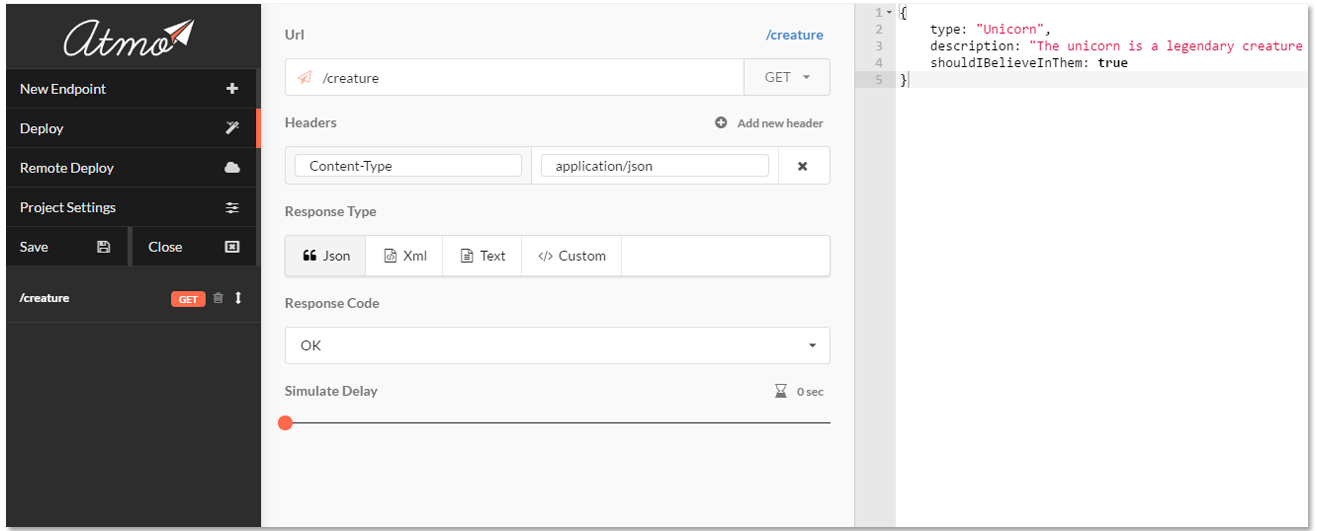 Atmo
New Endpoint
Deploy
Remote Deploy
Project Settings
Save Close
/creature GET
Url /creature
/creature GET
Headers Add new header
Content-Type application/json
Response Type
Json Xml Text Custom
Response Code
OK
Simulate Delay 0 sec
1 {
2 type: "Unicorn",
3 description: "The unicorn is a legendary creature
4 shouldIBelieveInThem: true
5 }